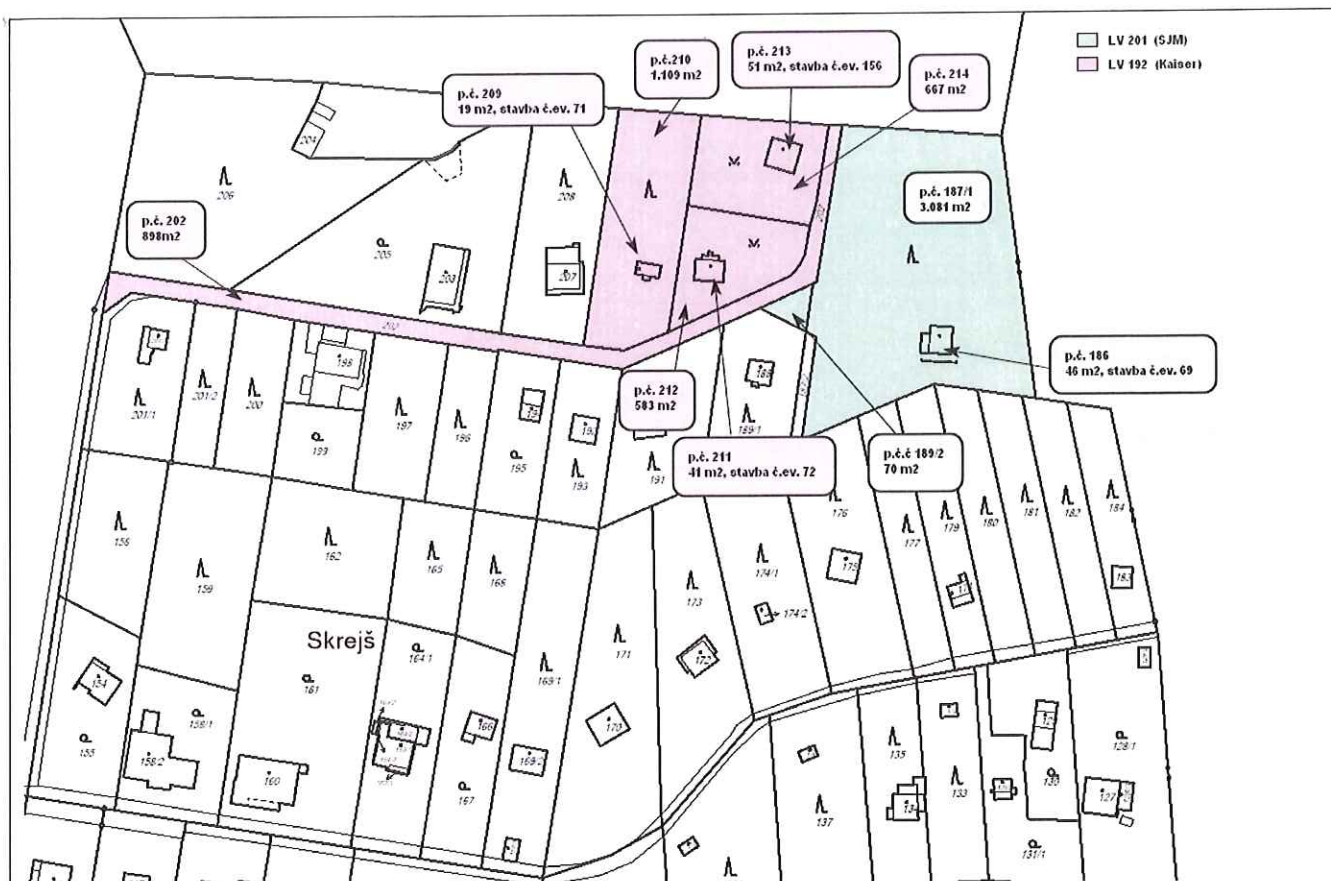 LV 201 (SJM)
LV 192 (Kaiser)
p.č.210
1.109 m2
p.č. 213
51 m2, stavba č.ev. 156
p.č. 214
667 m2
p.č. 209
19 m2, stavba č.ev. 71
p.č. 187/1
3.081 m2
p.č. 202
898m2
p.č. 186
46 m2, stavba č.ev. 69
p.č. 212
583 m2
p.č. 211
41 m2, stavba č.ev. 72
p.č.č 189/2
70 m2
204
206
208
205
203
207
202
202
198
201/1
201/2
200
199
197
196
195
193
191
189/1
176
177
179
180
181
182
184
183
156
159
162
165
168
173
174/1
174/2
175
172
171
170
169/1
169/2
Skrejš
161
164/1
166
167
154
155
158/1
158/2
160
135
133
137
130
131/1
128/1
127